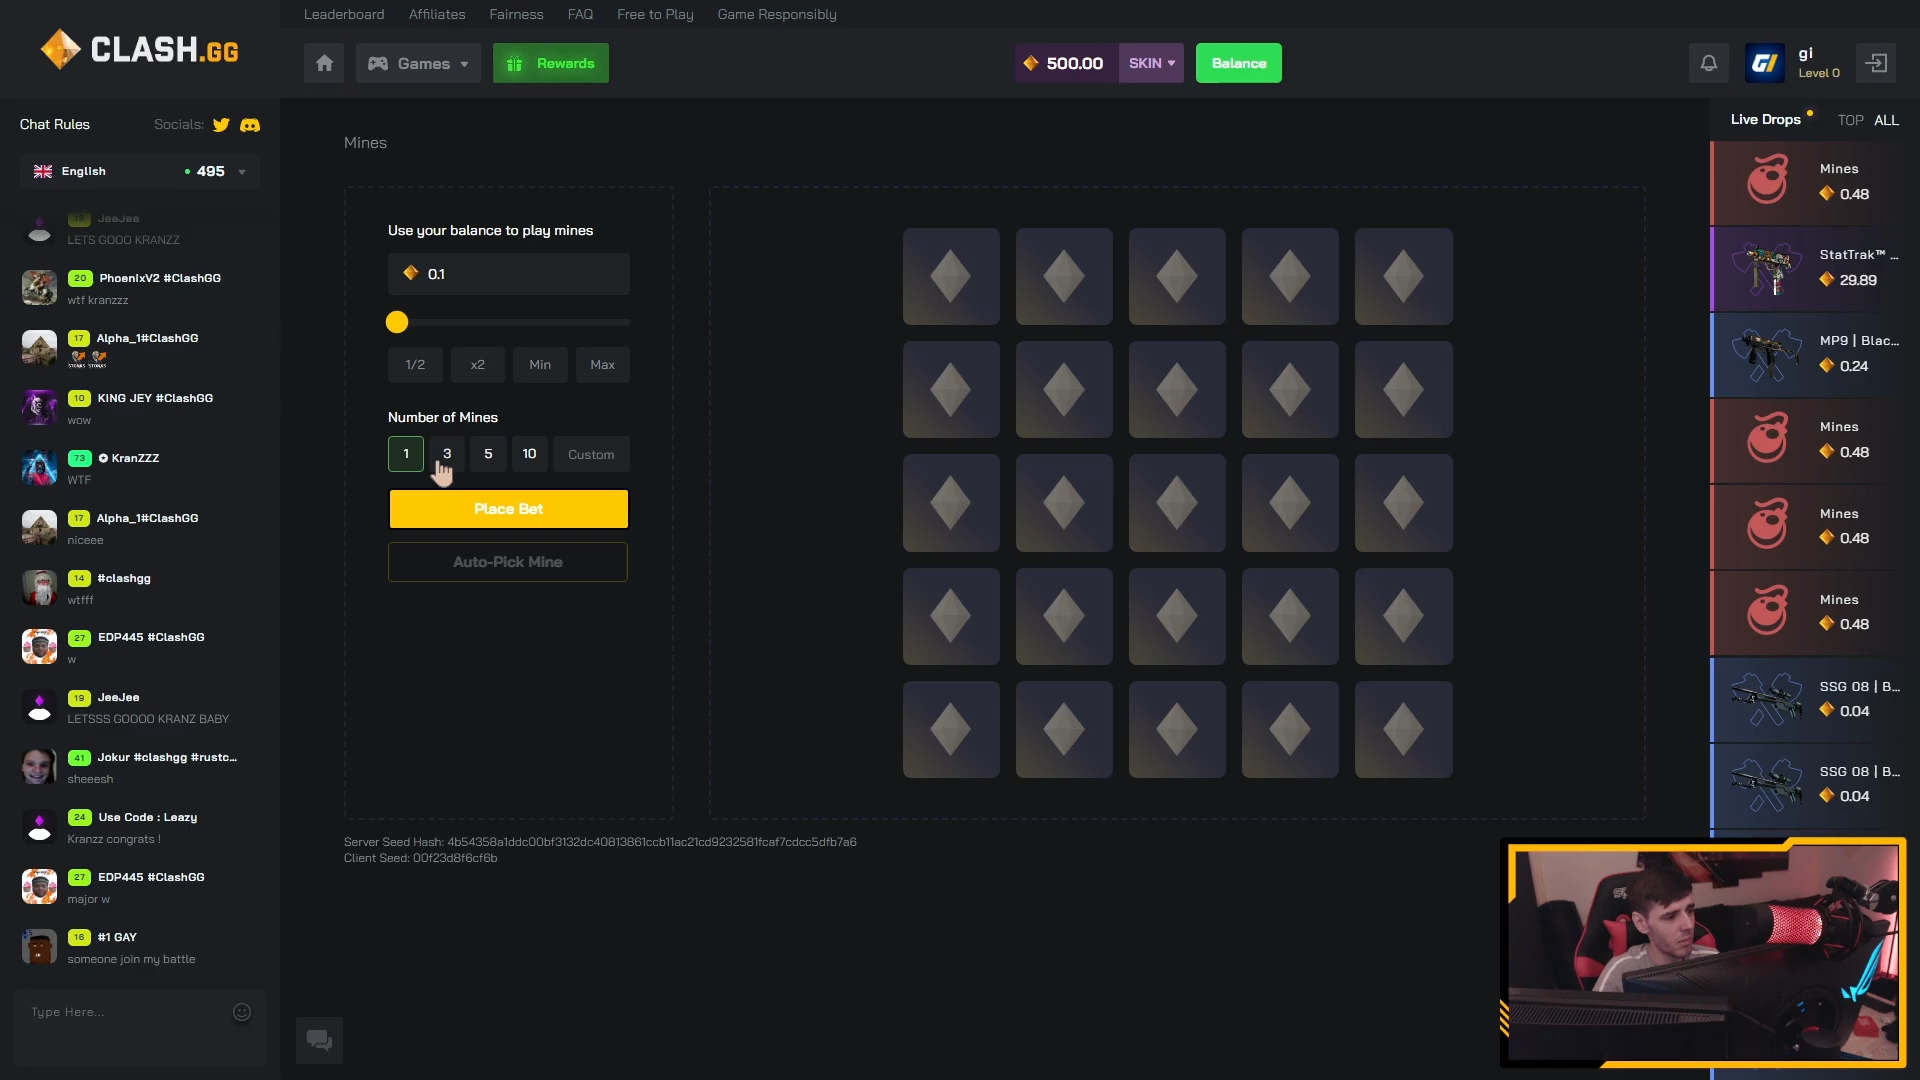 Leaderboard Affiliates Fairness FAQ Free to Play Game Responsibly
CLASH.GG
Games
Rewards
500.00 SKIN
Balance
GI
gi
Level 0
Chat Rules
Socials:
English
495
JeeJee
LETS GOOO KRANZZ
20 PhoenixV2 #ClashGG
wtf kranzzz
17 Alpha_1#ClashGG
STONKS STONKS
10 KING JEY #ClashGG
wow
73 KranZZZ
WTF
17 Alpha_1#ClashGG
niceee
14 #clashgg
wtfff
27 EDP445 #ClashGG
w
19 JeeJee
LETSSS GOOOO KRANZ BABY
41 Jokur #clashgg #rustc...
sheeesh
24 Use Code : Leazy
Kranzz congrats !
27 EDP445 #ClashGG
major w
16 #1 GAY
someone join my battle
Type Here...
Mines
Use your balance to play mines
0.1
1/2 x2 Min Max
Number of Mines
1 3 5 10 Custom
Place Bet
Auto-Pick Mine
Server Seed Hash: 4b54358a1ddc00bf3132dc40813861ccb11ac21cd9232581fcaf7cdcc5dfb7a6
Client Seed: 00f23d8f6cf6b
Live Drops TOP ALL
Mines
0.48
StatTrak™ ...
29.89
MP9 | Blac...
0.24
Mines
0.48
Mines
0.48
Mines
0.48
SSG 08 | B...
0.04
SSG 08 | B...
0.04